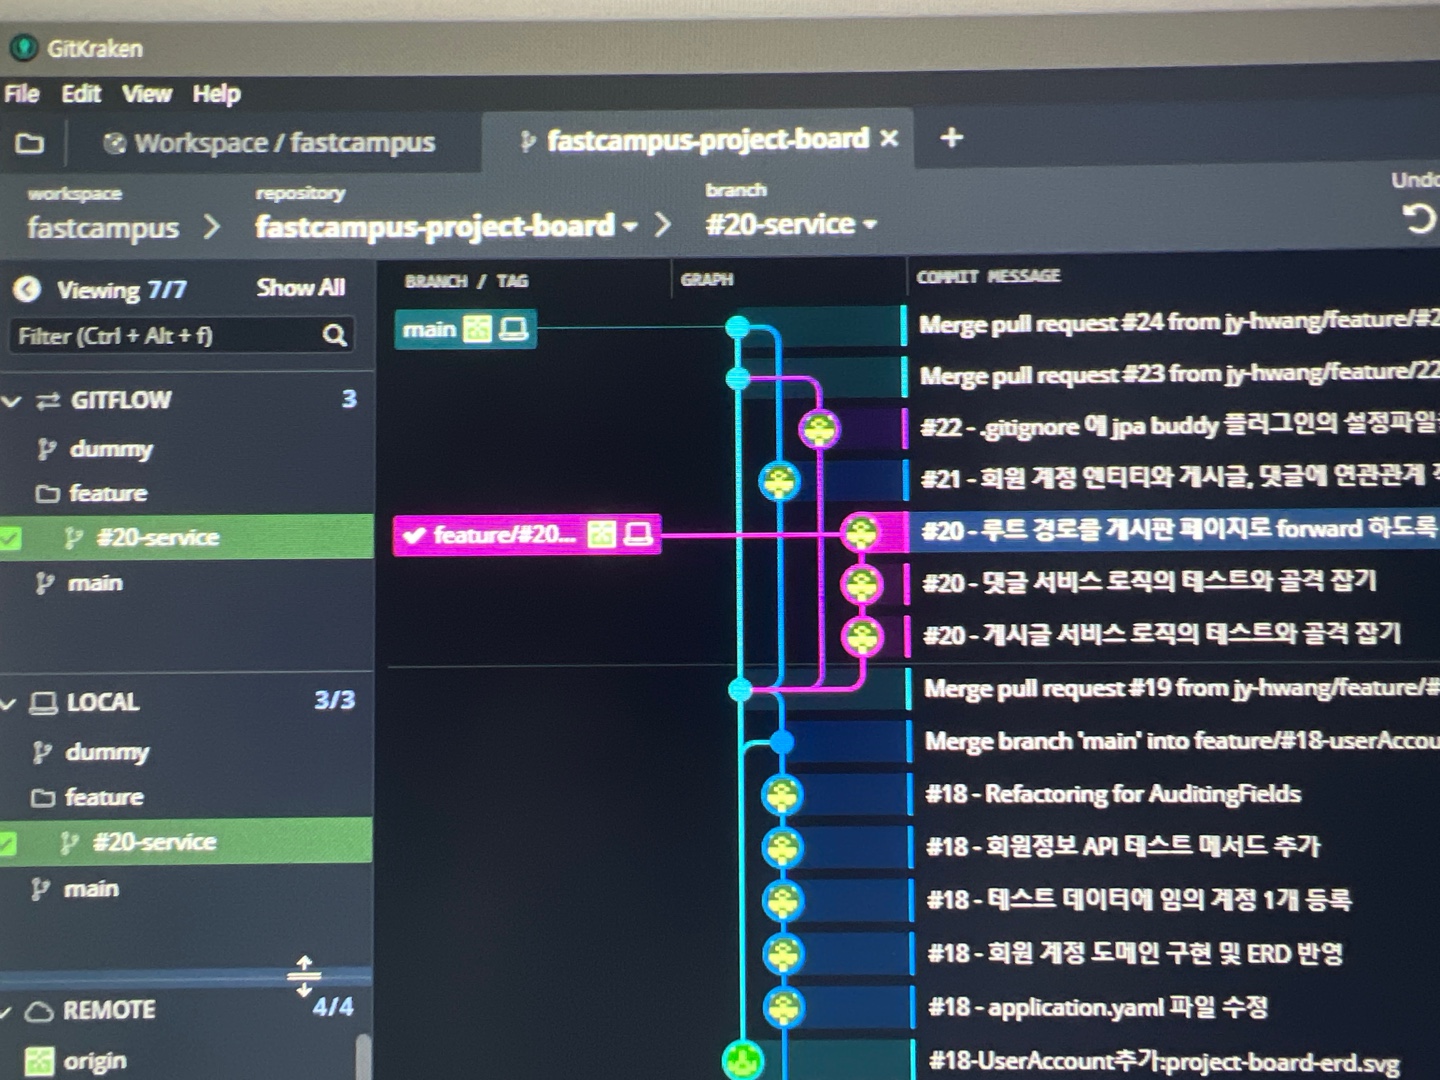 GitKraken
File Edit View Help
Workspace / fastcampus
fastcampus-project-board
workspace
repository
branch
Undo
fastcampus
fastcampus-project-board
#20-service
Viewing 7/7 Show All
Filter (Ctrl + Alt + f)
GITFLOW 3
dummy
feature
#20-service
main
LOCAL 3/3
dummy
feature
#20-service
main
REMOTE 4/4
origin
BRANCH / TAG
GRAPH
COMMIT MESSAGE
main
feature/#20...
Merge pull request #24 from jy-hwang/feature/#2
Merge pull request #23 from jy-hwang/feature/22
#22 - .gitignore 에 jpa buddy 플러그인의 설정파일
#21 - 회원 계정 엔티티와 게시글, 댓글에 연관관계
#20 - 루트 경로를 게시판 페이지로 forward 하도록
#20 - 댓글 서비스 로직의 테스트와 골격 잡기
#20 - 게시글 서비스 로직의 테스트와 골격 잡기
Merge pull request #19 from jy-hwang/feature/#
Merge branch 'main' into feature/#18-userAccou
#18 - Refactoring for AuditingFields
#18 - 회원정보 API 테스트 메서드 추가
#18 - 테스트 데이터에 임의 계정 1개 등록
#18 - 회원 계정 도메인 구현 및 ERD 반영
#18 - application.yaml 파일 수정
#18-UserAccount추가:project-board-erd.svg